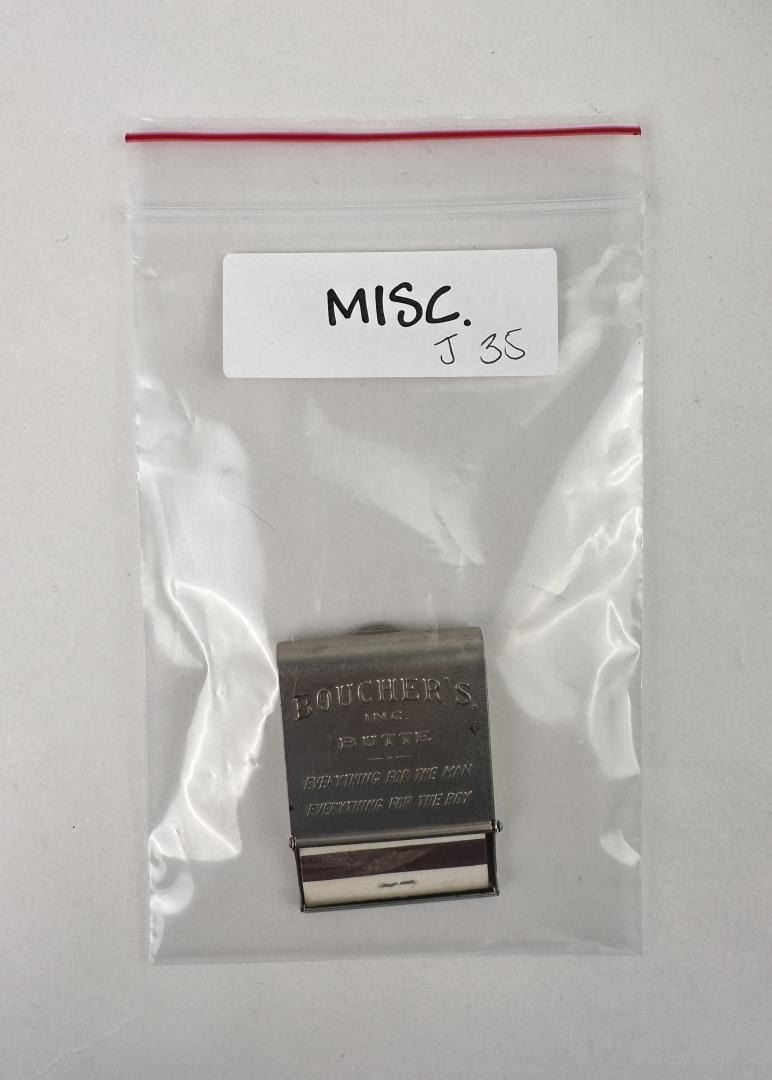 MISC.
J 35
BOUCHER'S,
INC.
BUTTE
EVERYTHING FOR THE MAN
EVERYTHING FOR THE BOY